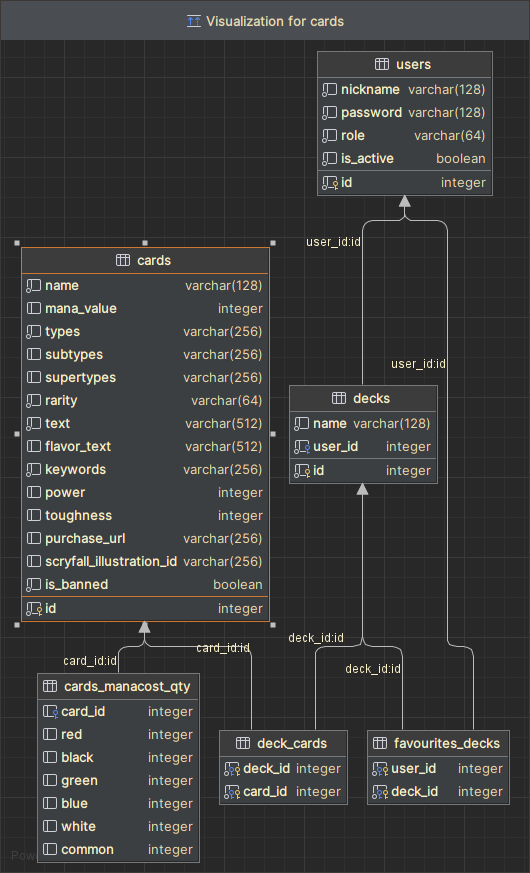 Visualization for cards
users
nickname varchar(128)
password varchar(128)
role varchar(64)
is_active boolean
id integer
user_id:id
cards
name varchar(128)
mana_value integer
types varchar(256)
subtypes varchar(256)
supertypes varchar(256)
rarity varchar(64)
text varchar(512)
flavor_text varchar(512)
keywords varchar(256)
power integer
toughness integer
purchase_url varchar(256)
scryfall_illustration_id varchar(256)
is_banned boolean
id integer
user_id:id
decks
name varchar(128)
user_id integer
id integer
card_id:id
card_id:id
deck_id:id
deck_id:id
cards_manacost_qty
card_id integer
red integer
black integer
green integer
blue integer
white integer
common integer
deck_cards
deck_id integer
card_id integer
favourites_decks
user_id integer
deck_id integer